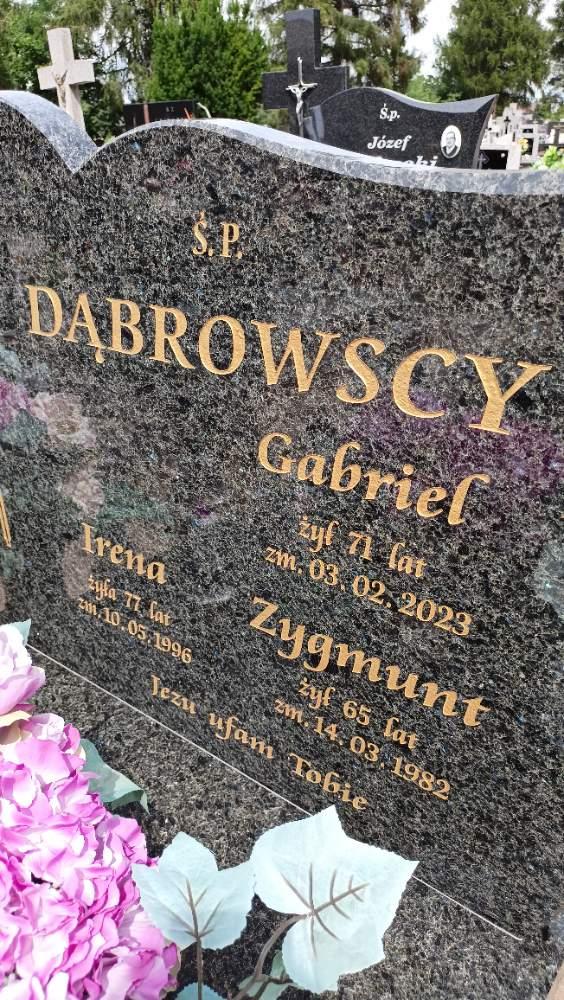 Ś.p.
Józef
Ś.P.
DĄBROWSCY
Gabriel
żył 71 lat
zm. 03. 02. 2023
Irena
żyła 77 lat
zm. 10. 05. 1996
Zygmunt
żył 65 lat
zm. 14. 03. 1982
Jezu ufam Tobie